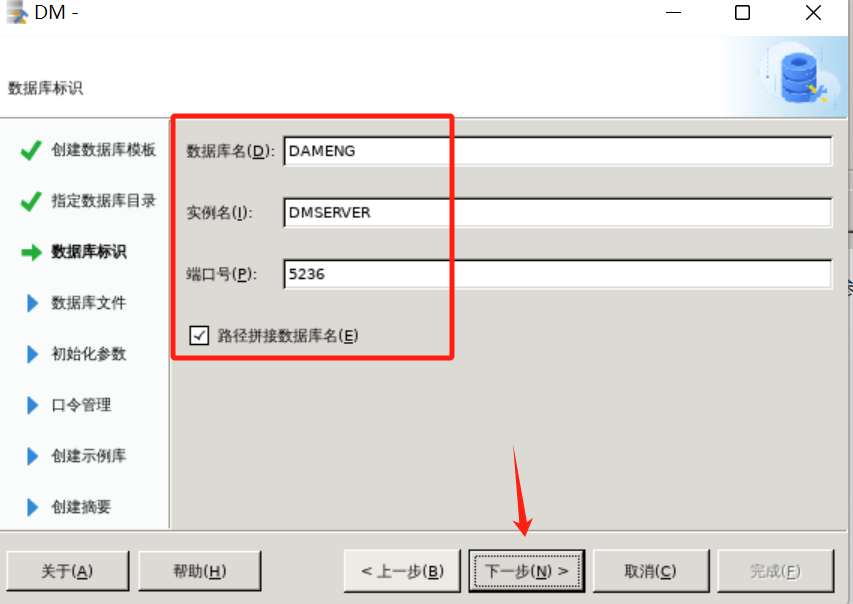 DM -
数据库标识
创建数据库模板
指定数据库目录
数据库标识
数据库文件
初始化参数
口令管理
创建示例库
创建摘要
数据库名(D): DAMENG
实例名(I): DMSERVER
端口号(P): 5236
路径拼接数据库名(E)
关于(A) 帮助(H) < 上一步(B) 下一步(N) > 取消(C) 完成(F)